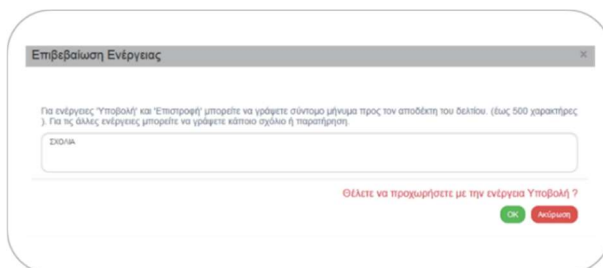 Επιβεβαίωση Ενέργειας ×
Για ενέργειες 'Υποβολή' και 'Επιστροφή' μπορείτε να γράψετε σύντομο μήνυμα προς τον αποδέκτη του δελτίου. (έως 500 χαρακτήρες
). Για τις άλλες ενέργειες μπορείτε να γράψετε κάποιο σχόλιο ή παρατήρηση.
ΣΧΟΛΙΑ
Θέλετε να προχωρήσετε με την ενέργεια Υποβολή ?
OK Ακύρωση